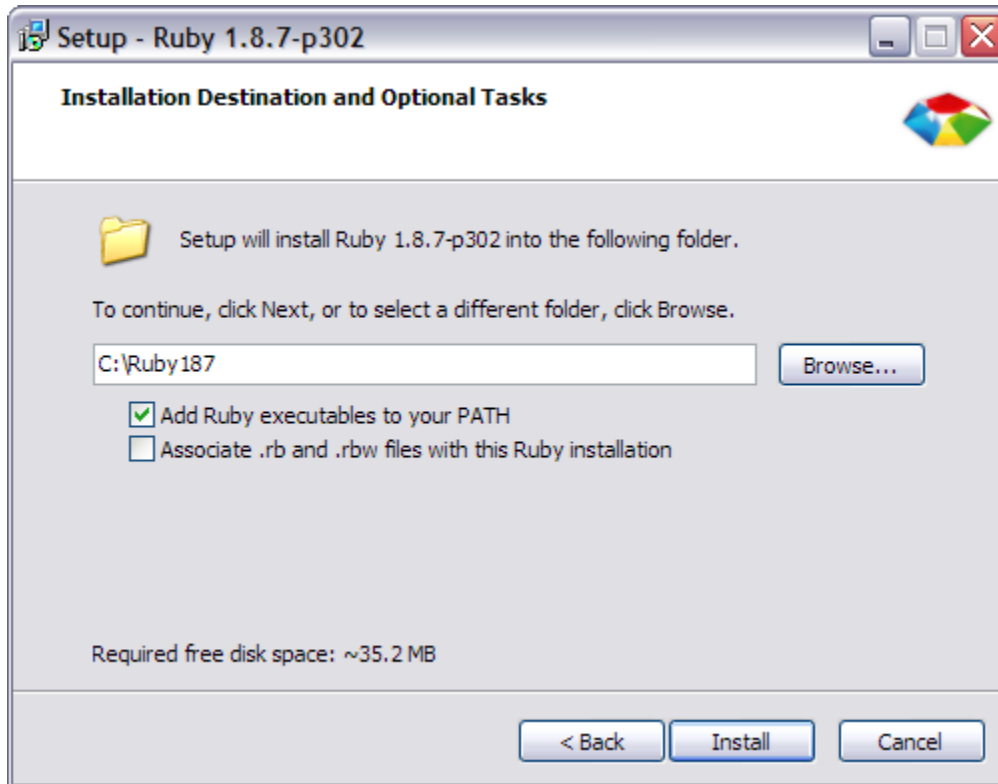 Setup - Ruby 1.8.7-p302
Installation Destination and Optional Tasks
Setup will install Ruby 1.8.7-p302 into the following folder.
To continue, click Next, or to select a different folder, click Browse.
C:\Ruby187
Browse...
Add Ruby executables to your PATH
Associate .rb and .rbw files with this Ruby installation
Required free disk space: ~35.2 MB
< Back Install Cancel